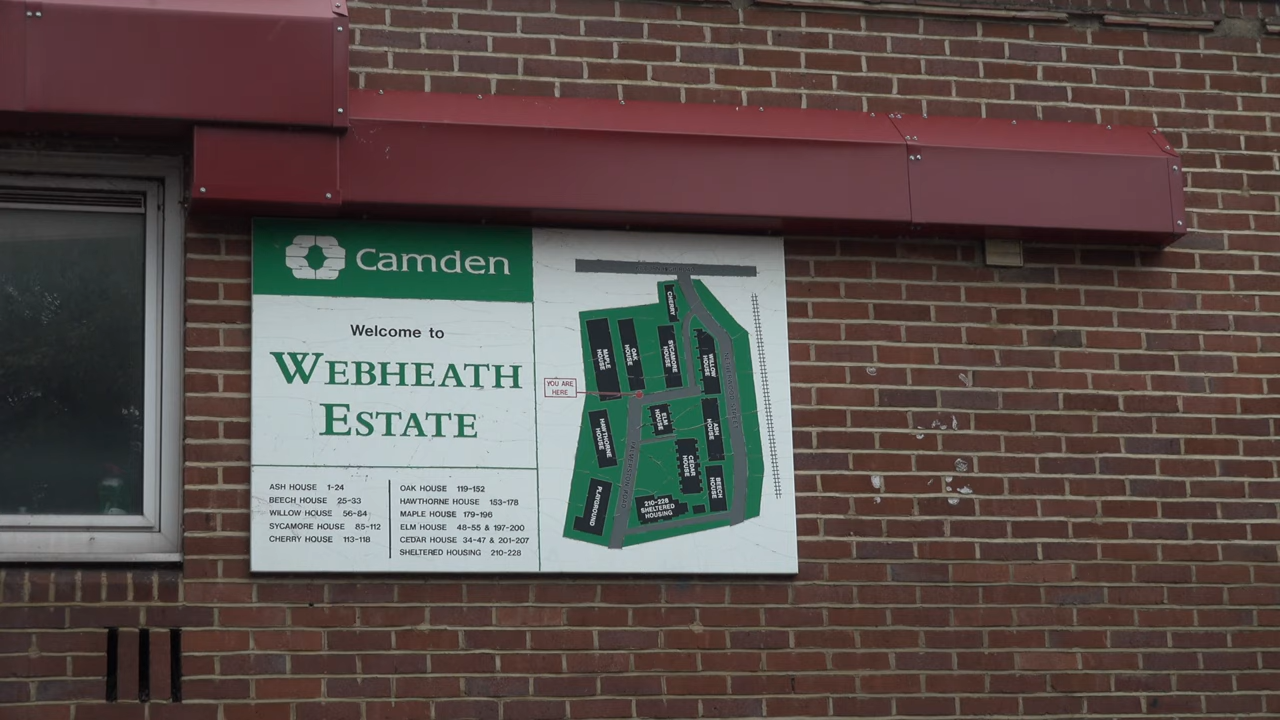 Camden
Welcome to
WEBHEATH
ESTATE
ASH HOUSE 1-24
BEECH HOUSE 25-33
WILLOW HOUSE 56-84
SYCAMORE HOUSE 85-112
CHERRY HOUSE 113-118
OAK HOUSE 119-152
HAWTHORNE HOUSE 153-178
MAPLE HOUSE 179-196
ELM HOUSE 48-55 & 197-200
CEDAR HOUSE 34-47 & 201-207
SHELTERED HOUSING 210-228
CHERRY
MAPLE
HOUSE
OAK
HOUSE
SYCAMORE
HOUSE
WILLOW
HOUSE
YOU ARE
HERE
HAWTHORNE
HOUSE
ELM
HOUSE
ASH
HOUSE
CEDAR
HOUSE
BEECH
HOUSE
PLAYGROUND
210-228
SHELTERED
HOUSING